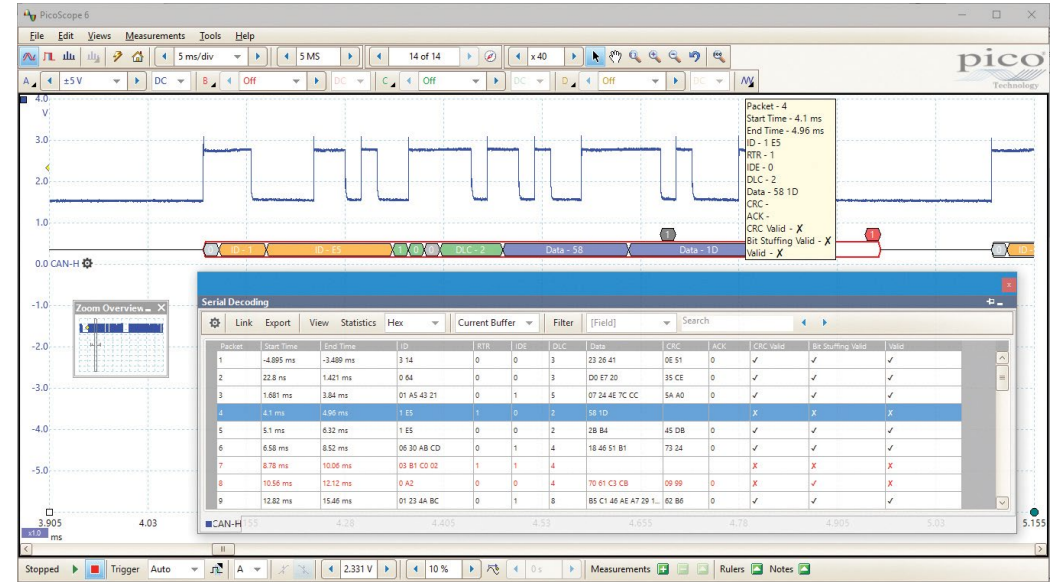 PicoScope 6
File Edit Views Measurements Tools Help
5 ms/div 5 MS 14 of 14 x 40
pico
Technology
A ±5 V DC B Off DC C Off DC D Off DC
4.0
V
3.0
2.0
1.0
0.0 CAN-H
-1.0
-2.0
-3.0
-4.0
-5.0
Packet - 4
Start Time - 4.1 ms
End Time - 4.96 ms
ID - 1 E5
RTR - 1
IDE - 0
DLC - 2
Data - 58 1D
CRC -
ACK -
CRC Valid - ✗
Bit Stuffing Valid - ✗
Valid - ✗
1 1
0 ID - 1 ID - E5 1 0 0 DLC - 2 Data - 58 Data - 1D 0 ID -
Zoom Overview
Serial Decoding
Link Export View Statistics Hex Current Buffer Filter [Field] Search
Packet Start Time End Time ID RTR IDE DLC Data CRC ACK CRC Valid Bit Stuffing Valid Valid
1 -4.895 ms -3.489 ms 3 14 0 0 3 23 26 41 0E 51 0 ✓ ✓ ✓
2 22.8 ns 1.421 ms 0 64 0 0 3 D0 E7 20 35 CE 0 ✓ ✓ ✓
3 1.681 ms 3.84 ms 01 A5 43 21 0 1 5 07 24 4E 7C CC 5A A0 0 ✓ ✓ ✓
4 4.1 ms 4.96 ms 1 E5 1 0 2 58 1D ✗ ✗ ✗
5 5.1 ms 6.32 ms 1 E5 0 0 2 2B B4 45 DB 0 ✓ ✓ ✓
6 6.58 ms 8.52 ms 06 30 AB CD 0 1 4 18 46 51 B1 73 24 0 ✓ ✓ ✓
7 8.78 ms 10.06 ms 03 B1 C0 02 1 1 4 ✗ ✗ ✗
8 10.56 ms 12.12 ms 0 A2 0 0 4 70 61 C3 CB 09 99 0 ✗ ✓ ✗
9 12.82 ms 15.46 ms 01 23 4A BC 0 1 8 B5 C1 46 AE A7 29 1... 62 B6 0 ✓ ✓ ✓
CAN-H
3.905 4.03 155 4.28 4.405 4.53 4.655 4.78 4.905 5.03 5.155
x1.0 ms
Stopped Trigger Auto A 2.331 V 10 % 0 s Measurements Rulers Notes